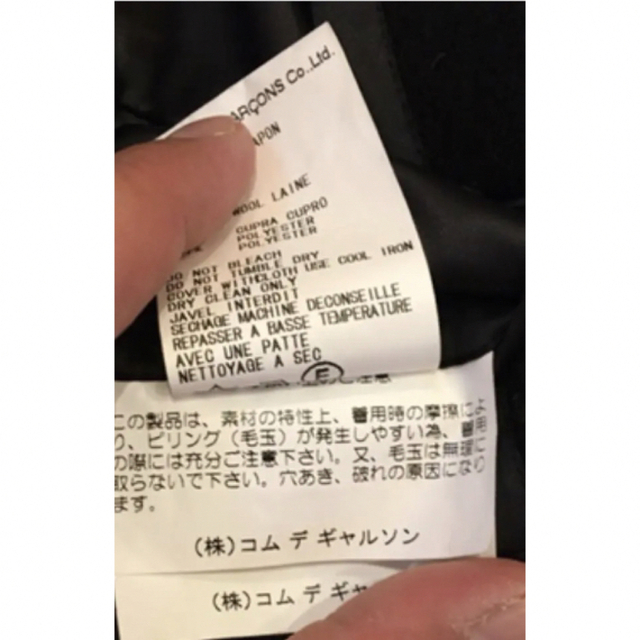 ARÇONS Co.,Ltd.
APON
WOOL LAINE
CUPRA CUPRO
POLYESTER
POLYESTER
DO NOT BLEACH
DO NOT TUMBLE DRY
COVER WITHCLOTH USE COOL IRON
DRY CLEAN ONLY
JAVEL INTERDIT
SECHAGE MACHINE DECONSEILLE
REPASSER A BASSE TEMPERATURE
AVEC UNE PATTE
NETTOYAGE A SEC
E
注意
この製品は、素材の特性上、着用時の摩擦に
り、ピリング（毛玉）が発生しやすい為、着用
の際には充分ご注意下さい。又、毛玉は無理に
取らないで下さい。穴あき、破れの原因になり
ます。
（株）コム デ ギャルソン
（株）コム デ ギャ